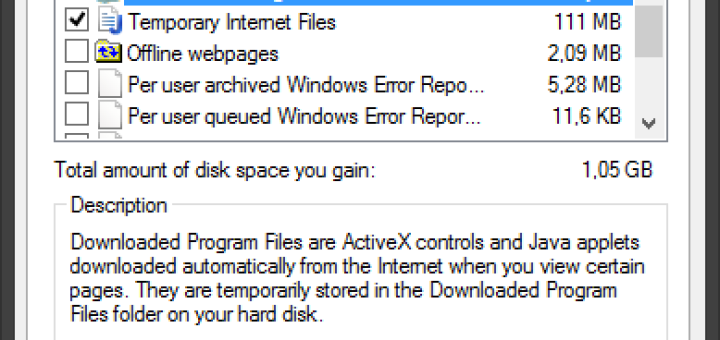 Temporary Internet Files 111 MB
Offline webpages 2,09 MB
Per user archived Windows Error Repo... 5,28 MB
Per user queued Windows Error Repor... 11,6 KB
Total amount of disk space you gain: 1,05 GB
Description
Downloaded Program Files are ActiveX controls and Java applets
downloaded automatically from the Internet when you view certain
pages. They are temporarily stored in the Downloaded Program
Files folder on your hard disk.